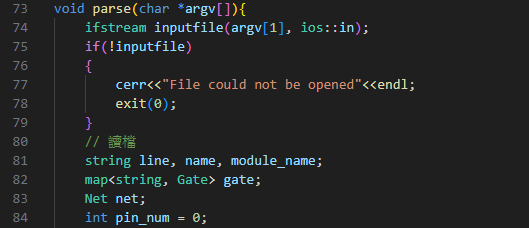 73 void parse(char *argv[]){
74 ifstream inputfile(argv[1], ios::in);
75 if(!inputfile)
76 {
77 cerr<<"File could not be opened"<<endl;
78 exit(0);
79 }
80 // 讀檔
81 string line, name, module_name;
82 map<string, Gate> gate;
83 Net net;
84 int pin_num = 0;